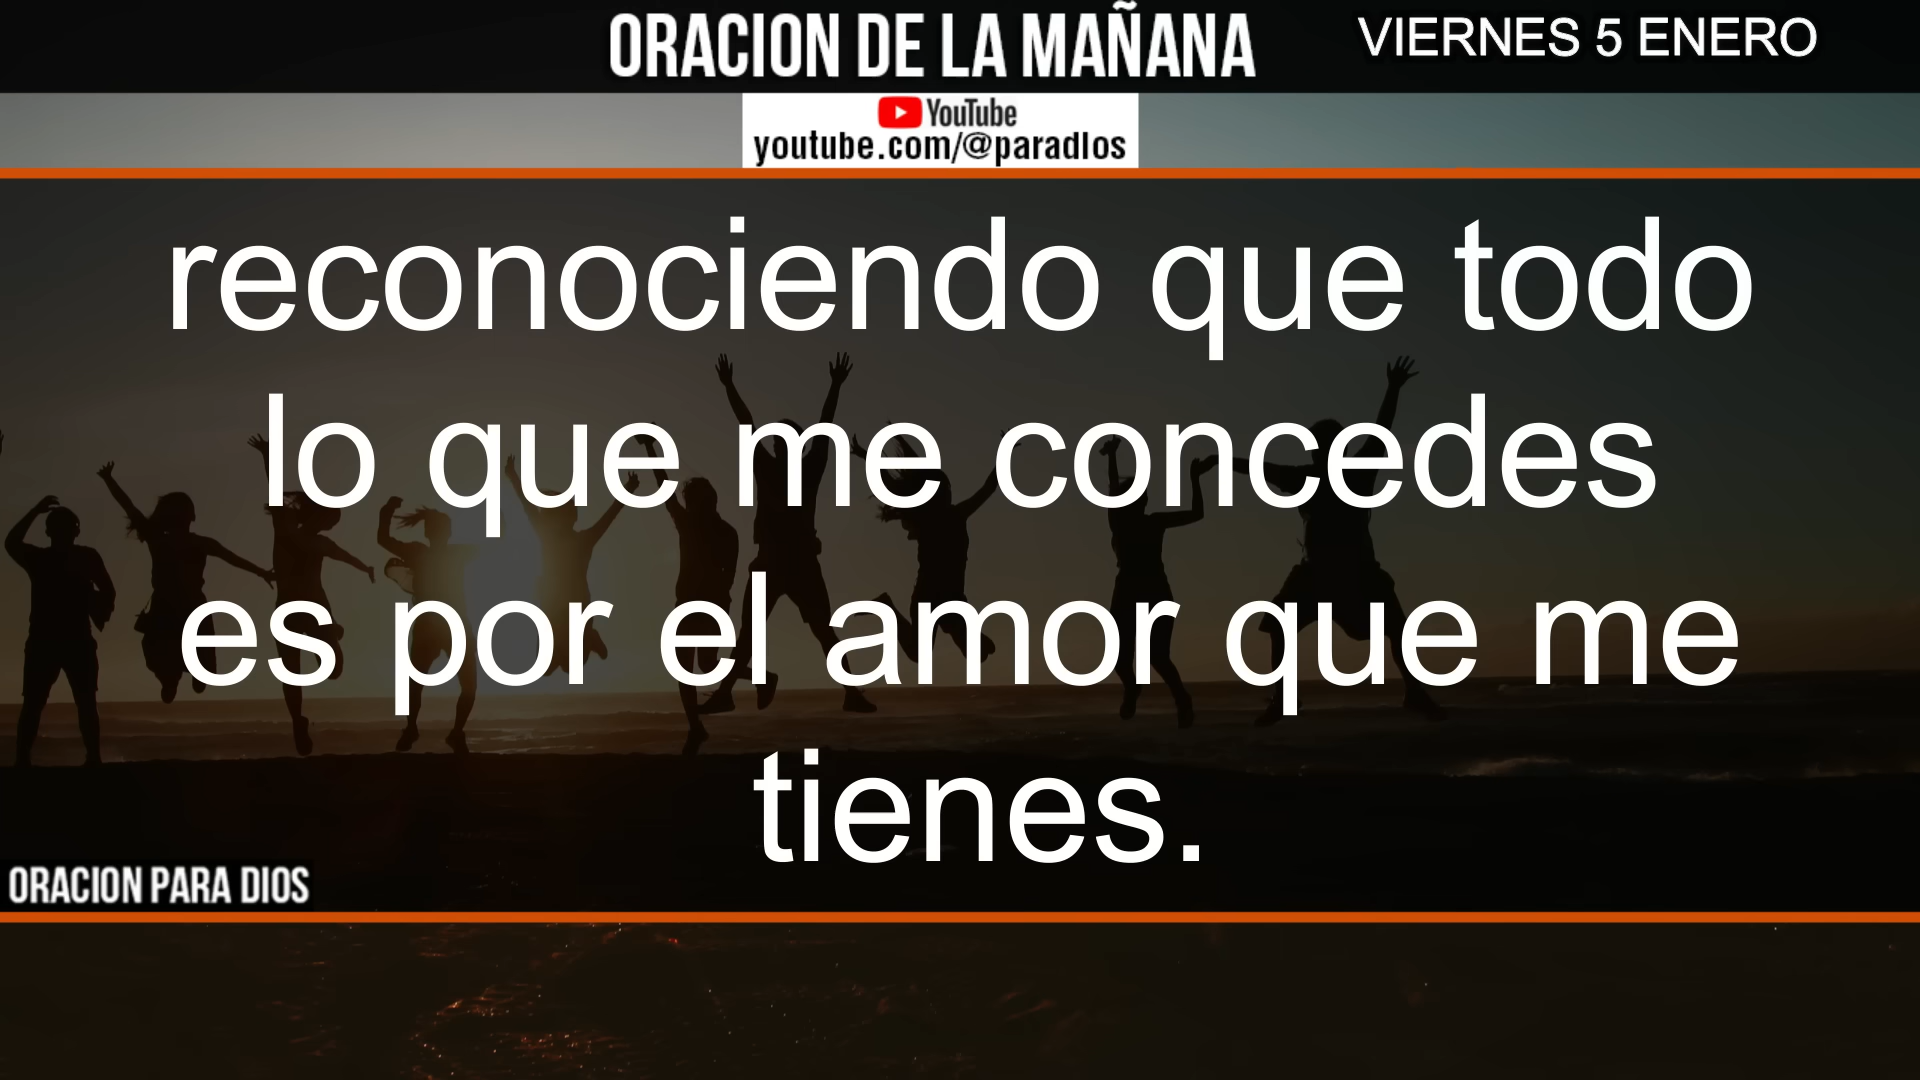 ORACION DE LA MAÑANA
VIERNES 5 ENERO
YouTube
youtube.com/@paradIos
reconociendo que todo
lo que me concedes
es por el amor que me
tienes.
ORACION PARA DIOS